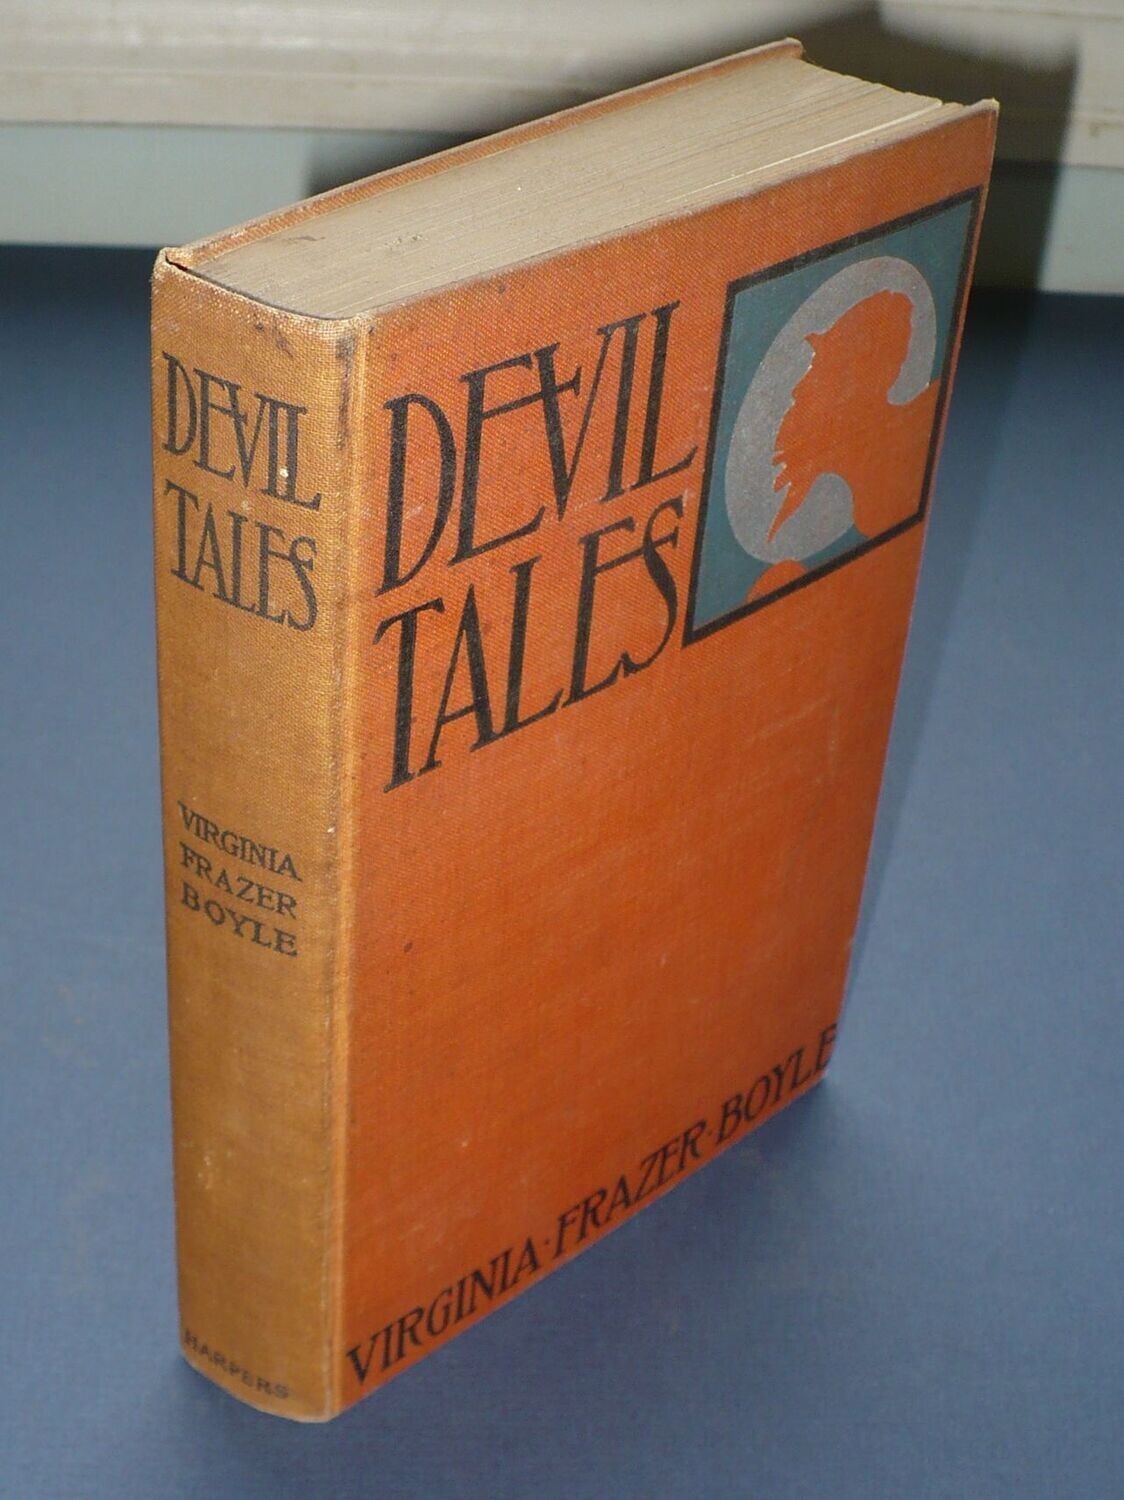 DEVIL
TALES
VIRGINIA
FRAZER
BOYLE
HARPERS
DEVIL
TALES
VIRGINIA·FRAZER·BOYLE